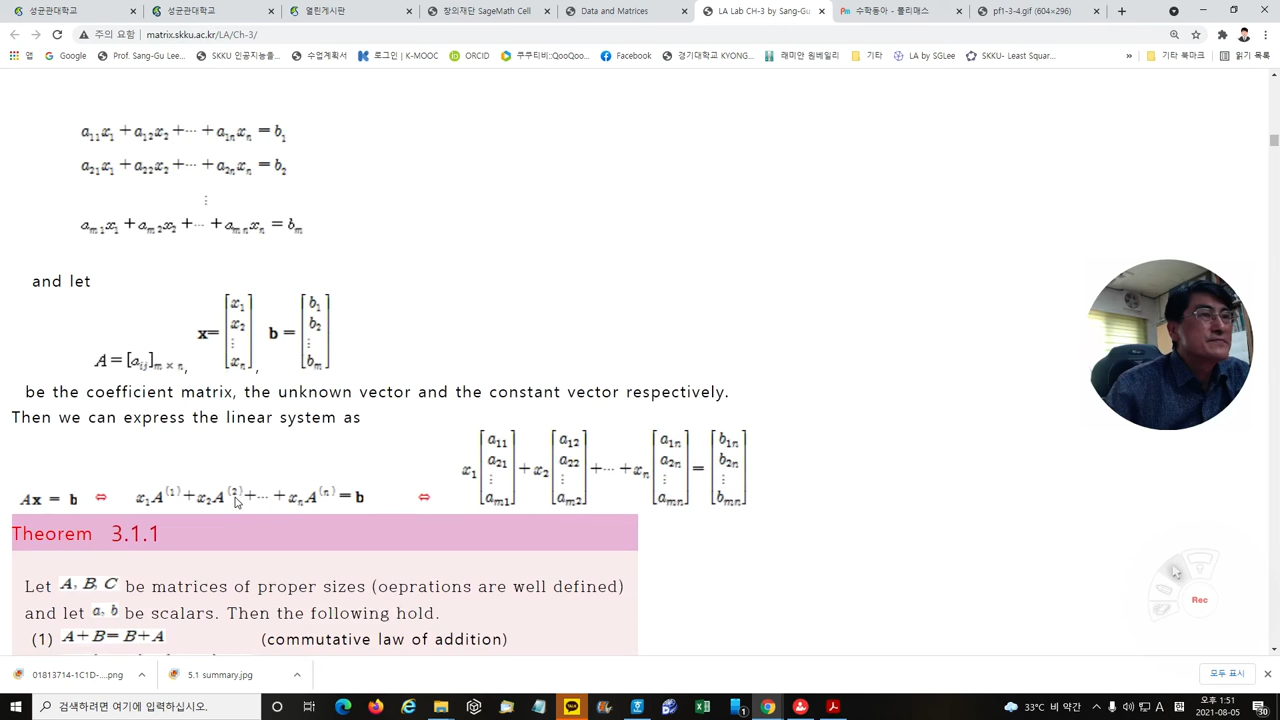 성균관대학교
성균관대학교
열린게시판
창의재단 SageMath Cell
Data and Matrices
LA Lab CH-3 by Sang-Gu
수학동아 - 폴리매스
pf1-3-4.gif (604×296)
주의 요함
matrix.skku.ac.kr/LA/Ch-3/
앱
Google
Prof. Sang-Gu Lee...
SKKU 인공지능을...
수업계획서
로그인 | K-MOOC
ORCID
쿠쿠티비::QooQoo...
Facebook
경기대학교 KYONG...
래미안 원베일리
기타
LA by SGLee
SKKU- Least Squar...
»
기타 북마크
읽기 목록
a₁₁x₁ + a₁₂x₂ + ⋯ + a₁ₙxₙ = b₁
a₂₁x₁ + a₂₂x₂ + ⋯ + a₂ₙxₙ = b₂
⋮
aₘ₁x₁ + aₘ₂x₂ + ⋯ + aₘₙxₙ = bₘ
and let
A = [aᵢⱼ]ₘ×ₙ, x = [x₁ x₂ ⋮ xₙ], b = [b₁ b₂ ⋮ bₘ]
be the coefficient matrix, the unknown vector and the constant vector respectively.
Then we can express the linear system as
Ax = b ⇔ x₁A⁽¹⁾ + x₂A⁽²⁾ + ⋯ + xₙA⁽ⁿ⁾ = b ⇔ x₁[a₁₁ a₂₁ ⋮ aₘ₁] + x₂[a₁₂ a₂₂ ⋮ aₘ₂] + ⋯ + xₙ[a₁ₙ a₂ₙ ⋮ aₘₙ] = [b₁ₙ b₂ₙ ⋮ bₘₙ]
Theorem 3.1.1
Let A, B, C be matrices of proper sizes (oeprations are well defined)
and let a, b be scalars. Then the following hold.
(1) A + B = B + A (commutative law of addition)
Rec
01813714-1C1D-....png
5.1 summary.jpg
모두 표시
검색하려면 여기에 입력하십시오.
33°C 비 약간
A
오후 1:51
2021-08-05
30